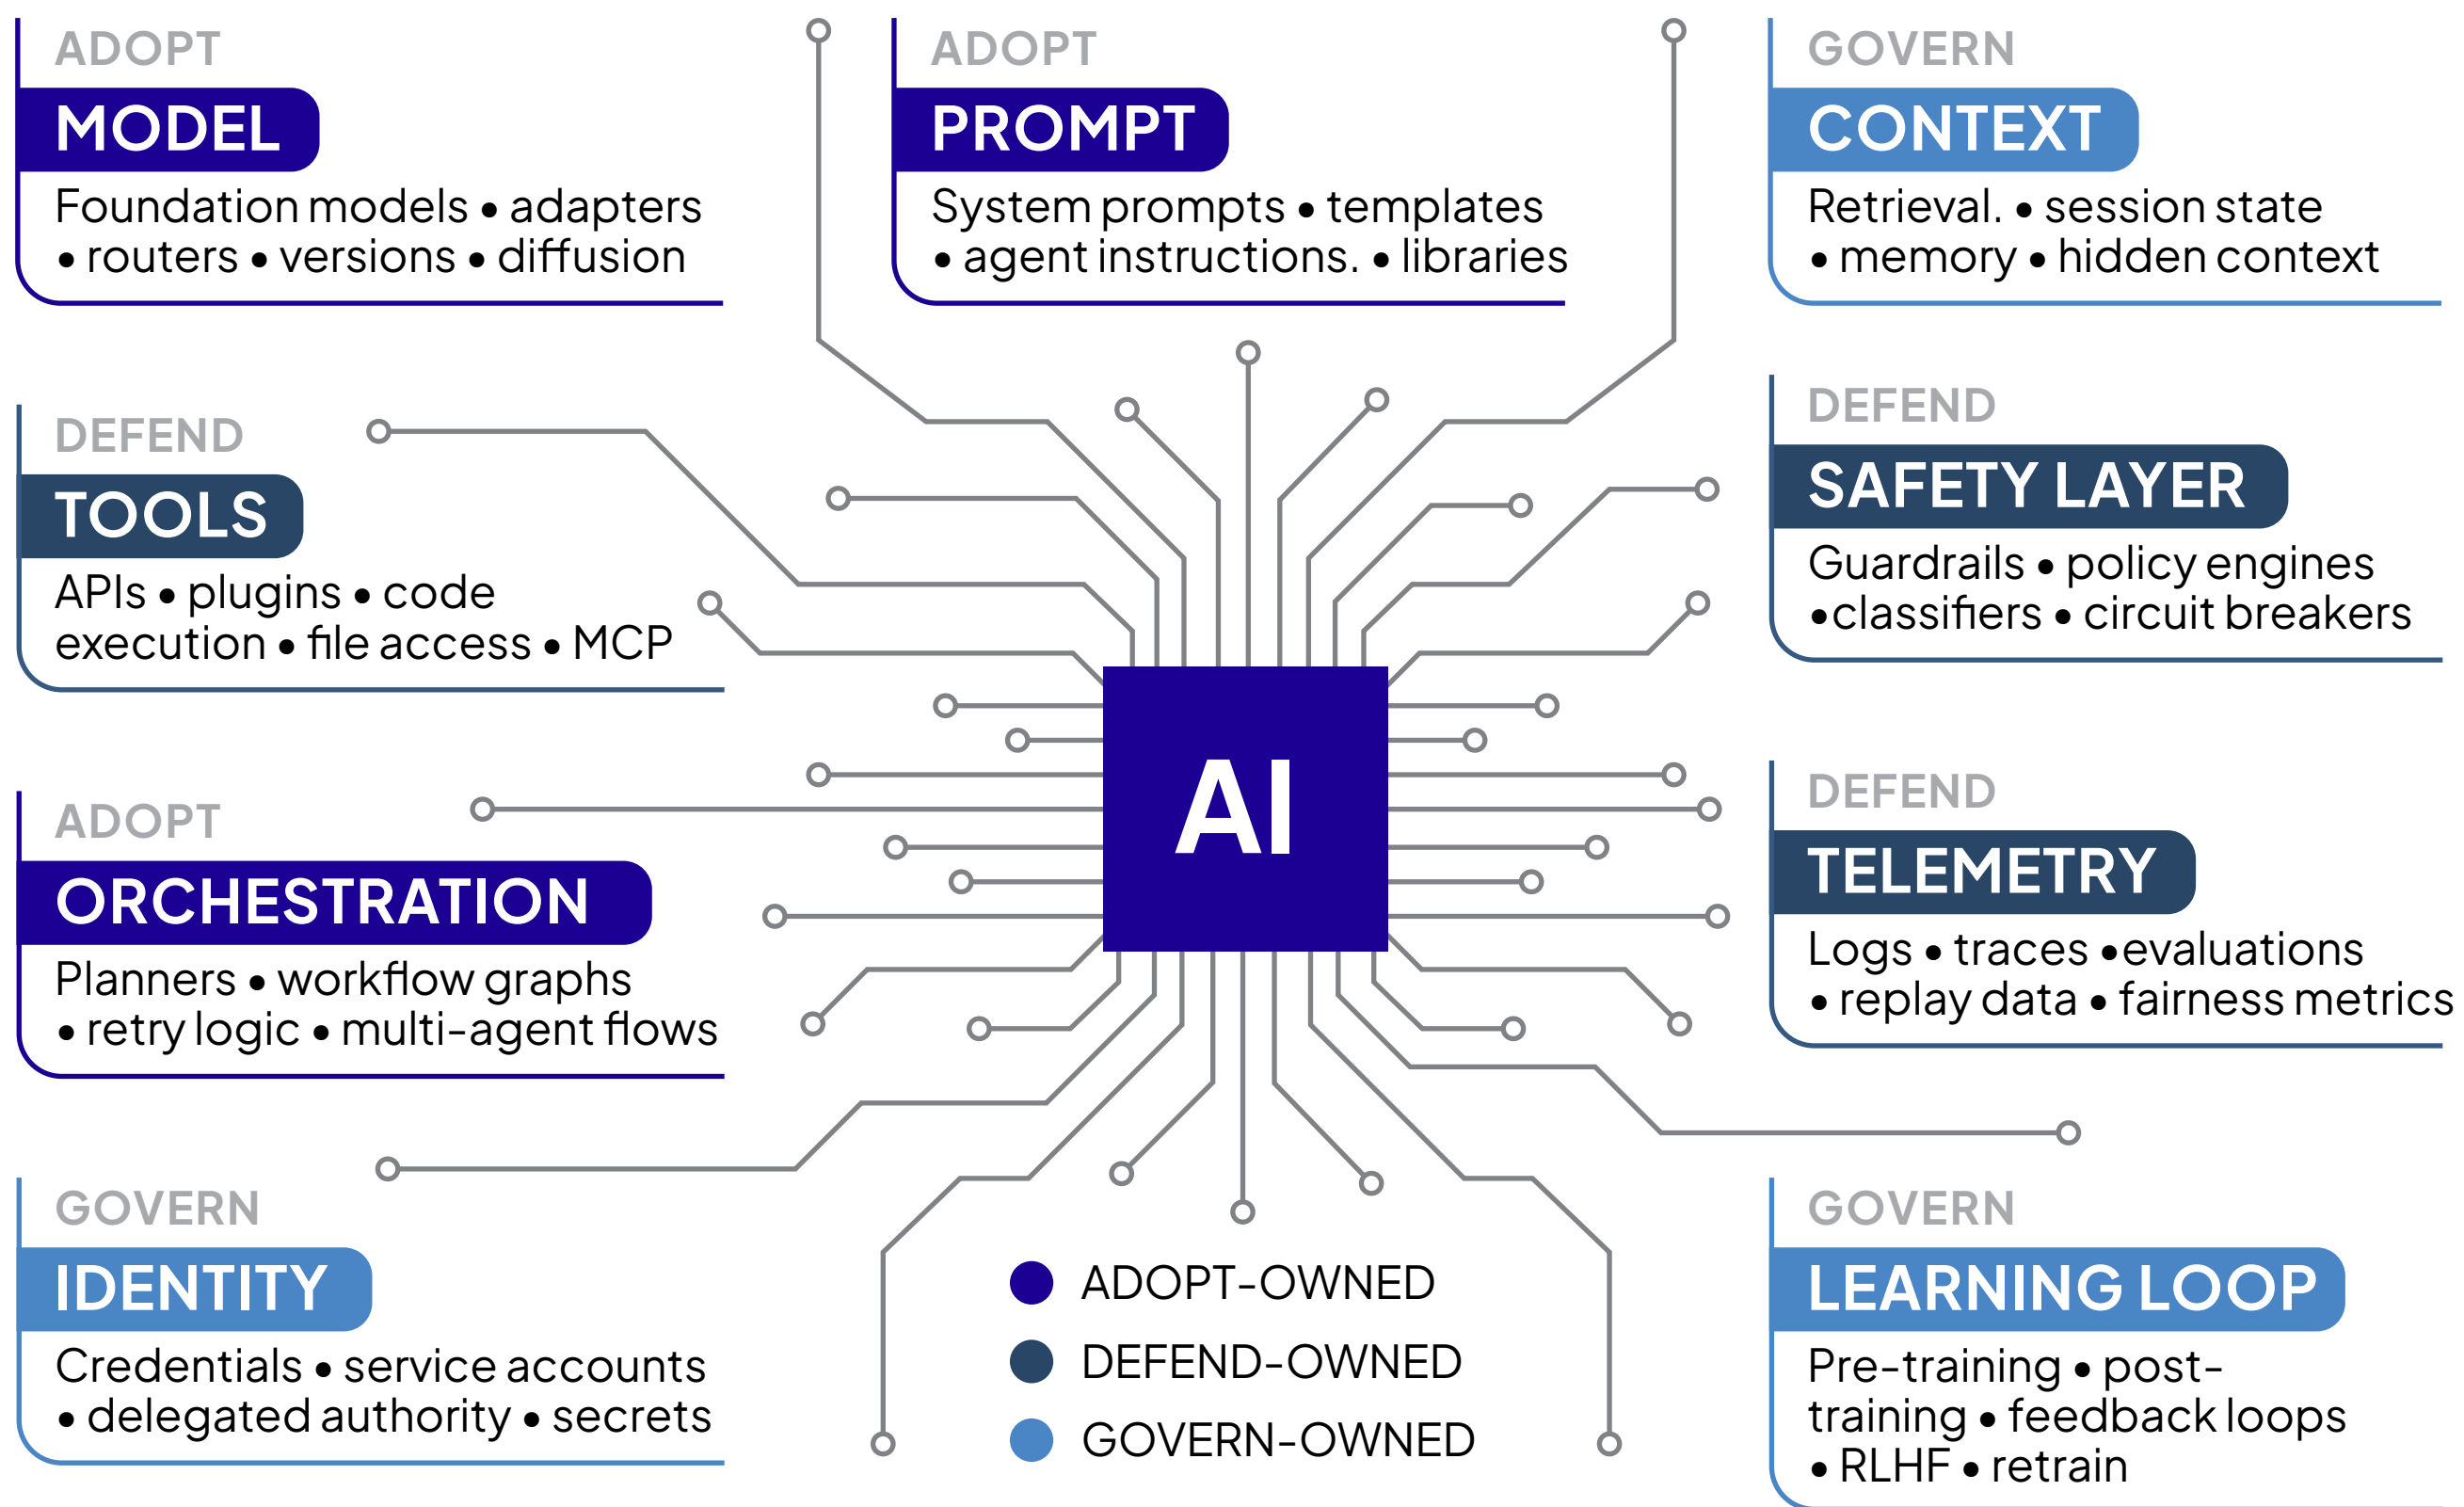 ADOPT
MODEL
Foundation models • adapters
• routers • versions • diffusion
ADOPT
PROMPT
System prompts • templates
• agent instructions. • libraries
GOVERN
CONTEXT
Retrieval. • session state
• memory • hidden context
DEFEND
TOOLS
APIs • plugins • code
execution • file access • MCP
DEFEND
SAFETY LAYER
Guardrails • policy engines
•classifiers • circuit breakers
AI
ADOPT
ORCHESTRATION
Planners • workflow graphs
• retry logic • multi-agent flows
DEFEND
TELEMETRY
Logs • traces •evaluations
• replay data • fairness metrics
GOVERN
IDENTITY
Credentials • service accounts
• delegated authority • secrets
ADOPT-OWNED
DEFEND-OWNED
GOVERN-OWNED
GOVERN
LEARNING LOOP
Pre-training • post-
training • feedback loops
• RLHF • retrain